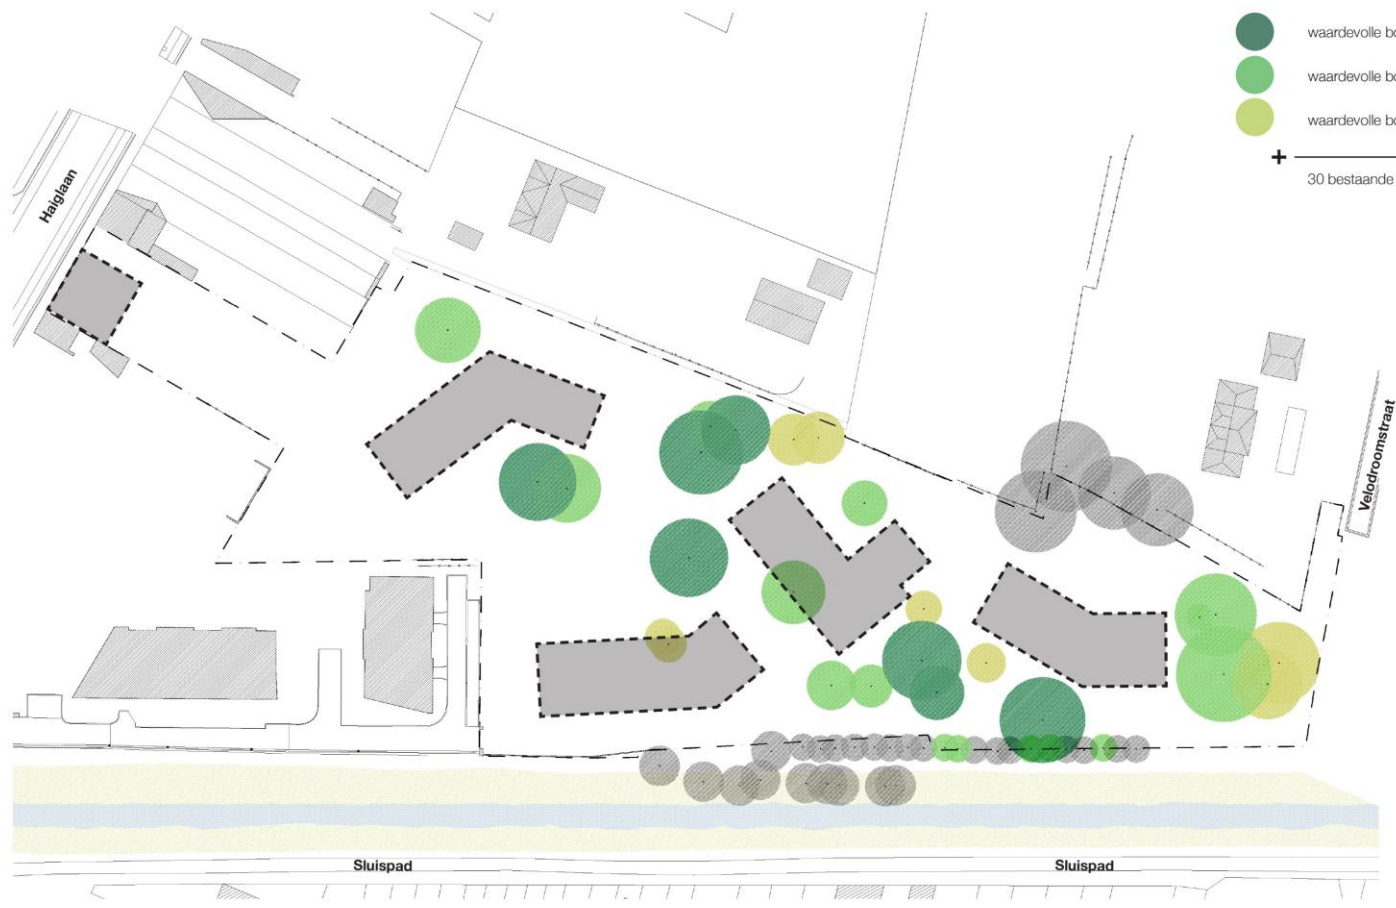 waardevolle
waardevolle
waardevolle
+
30 bestaande
Haiglaan
Velodroomstraat
Sluispad
Sluispad